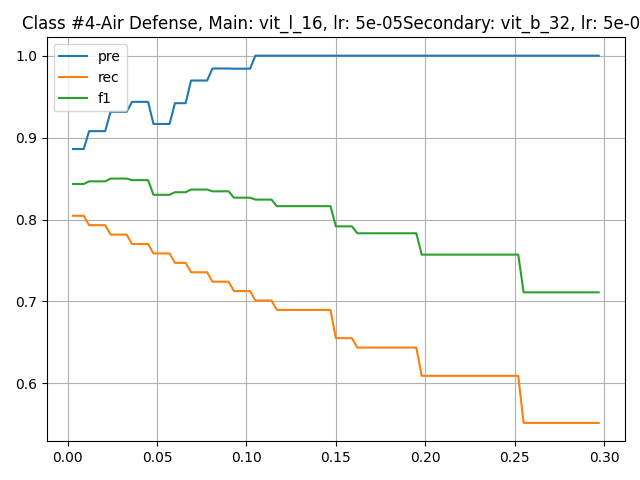 Class #4-Air Defense, Main: vit_l_16, lr: 5e-05Secondary: vit_b_32, lr: 5e-0
pre
rec
f1
1.0
0.9
0.8
0.7
0.6
0.00 0.05 0.10 0.15 0.20 0.25 0.30